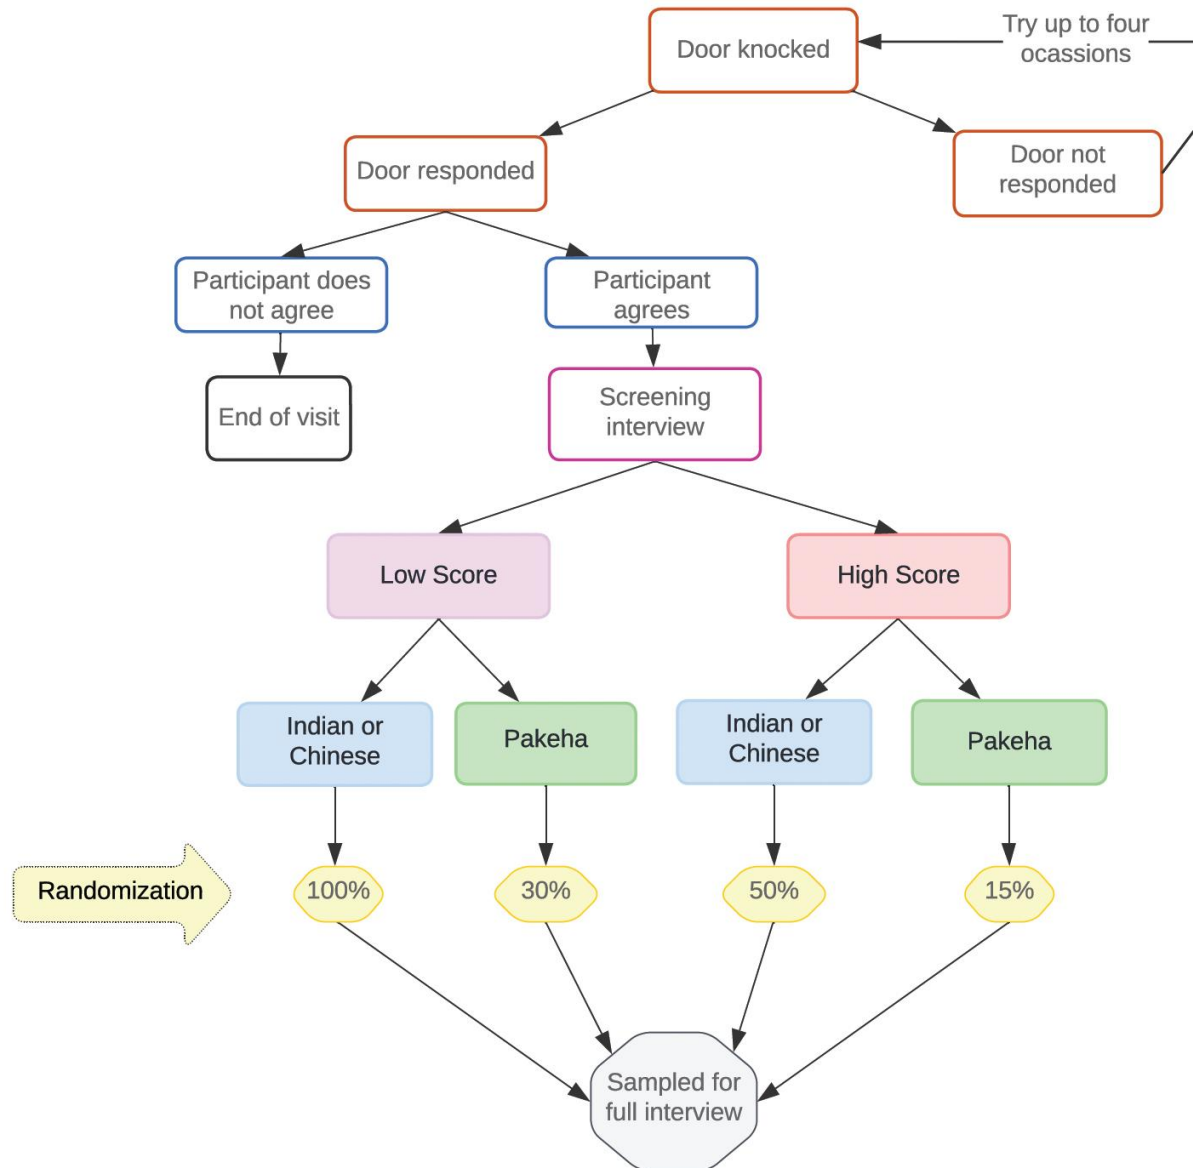 Door knocked
Try up to four
ocassions
Door responded
Door not
responded
Participant does
not agree
Participant
agrees
End of visit
Screening
interview
Low Score
High Score
Indian or
Chinese
Pakeha
Indian or
Chinese
Pakeha
Randomization
100%
30%
50%
15%
Sampled for
full interview